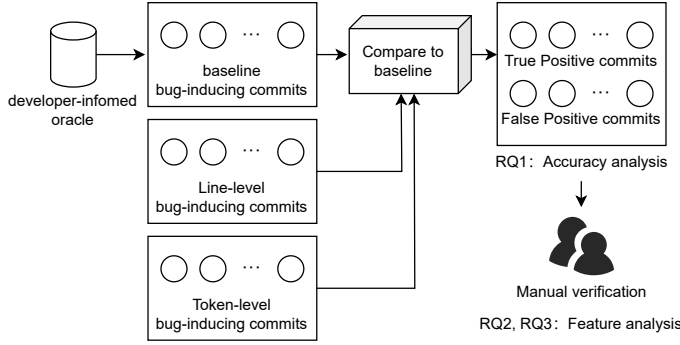 developer-infomed
oracle
baseline
bug-inducing commits
Line-level
bug-inducing commits
Token-level
bug-inducing commits
Compare to
baseline
True Positive commits
False Positive commits
RQ1: Accuracy analysis
Manual verification
RQ2, RQ3: Feature analysis